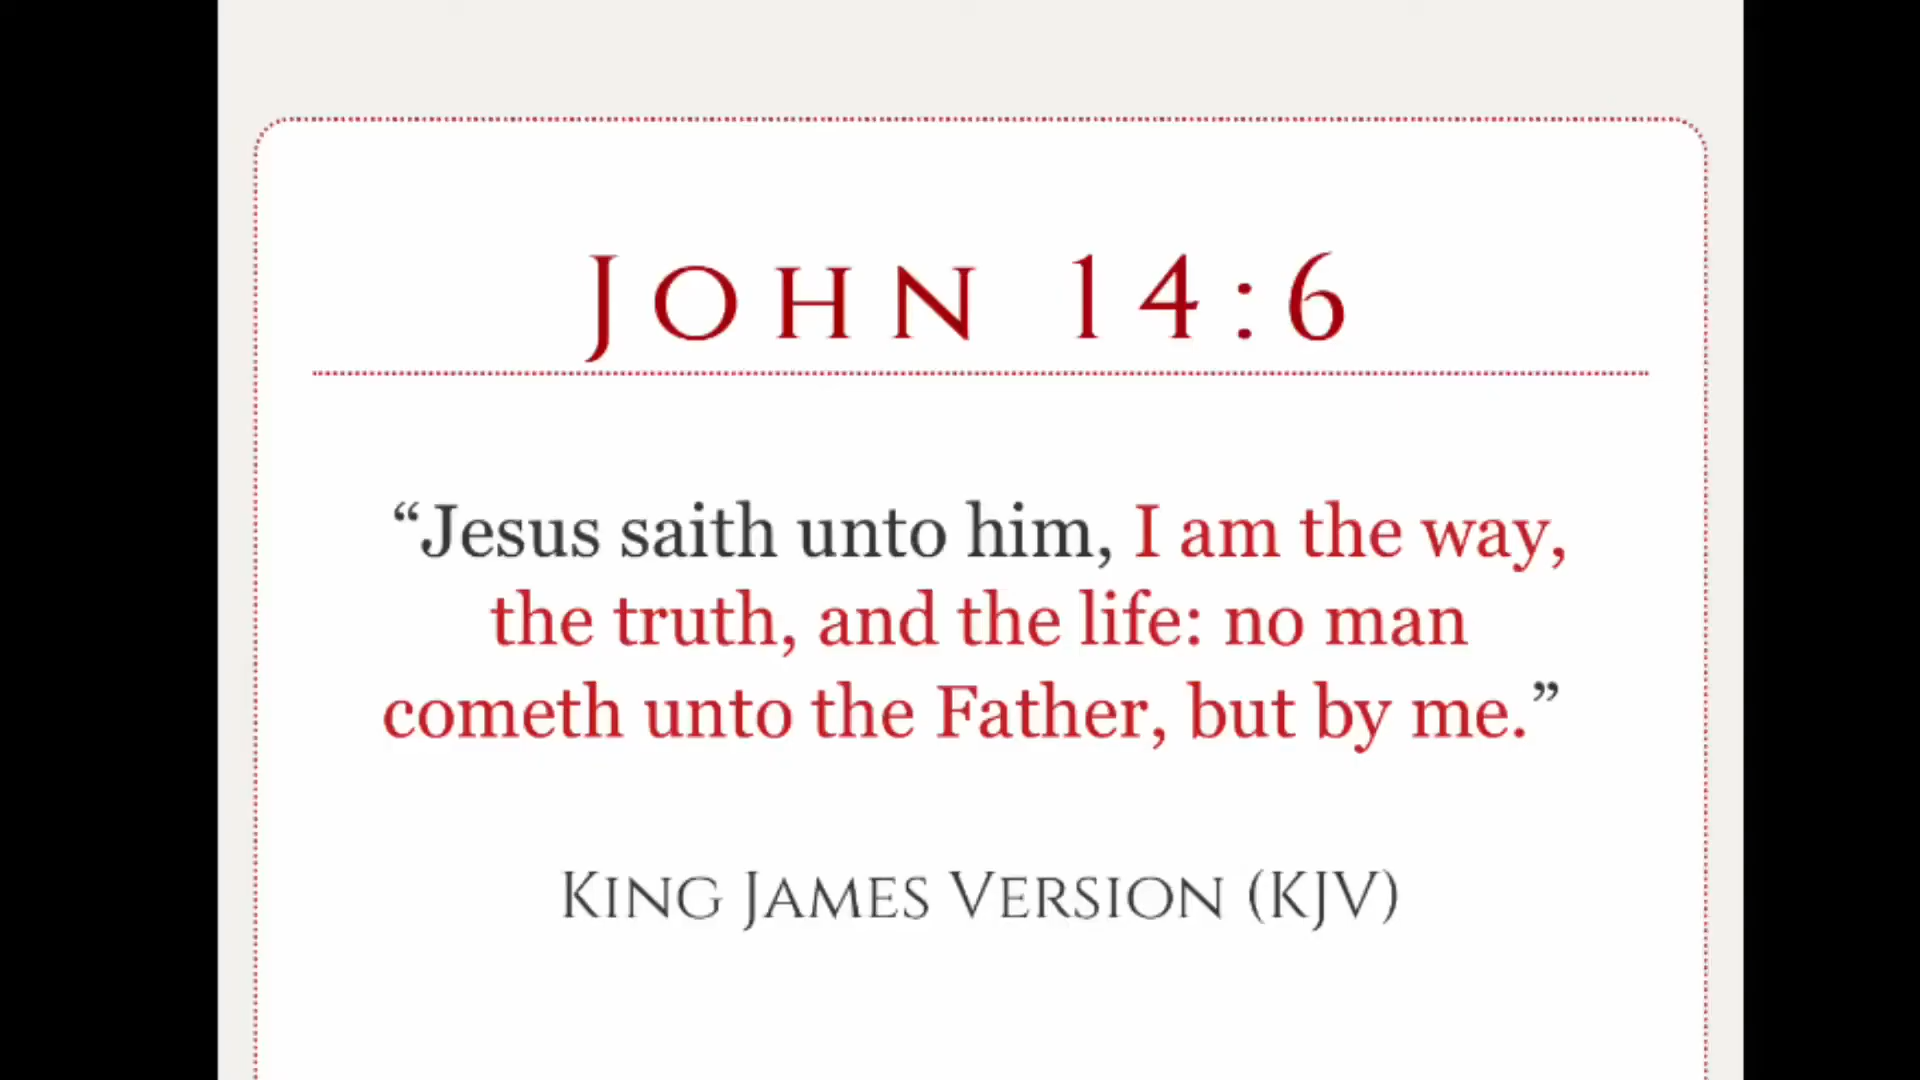 John 14:6
“Jesus saith unto him, I am the way,
the truth, and the life: no man
cometh unto the Father, but by me.”
King James Version (KJV)